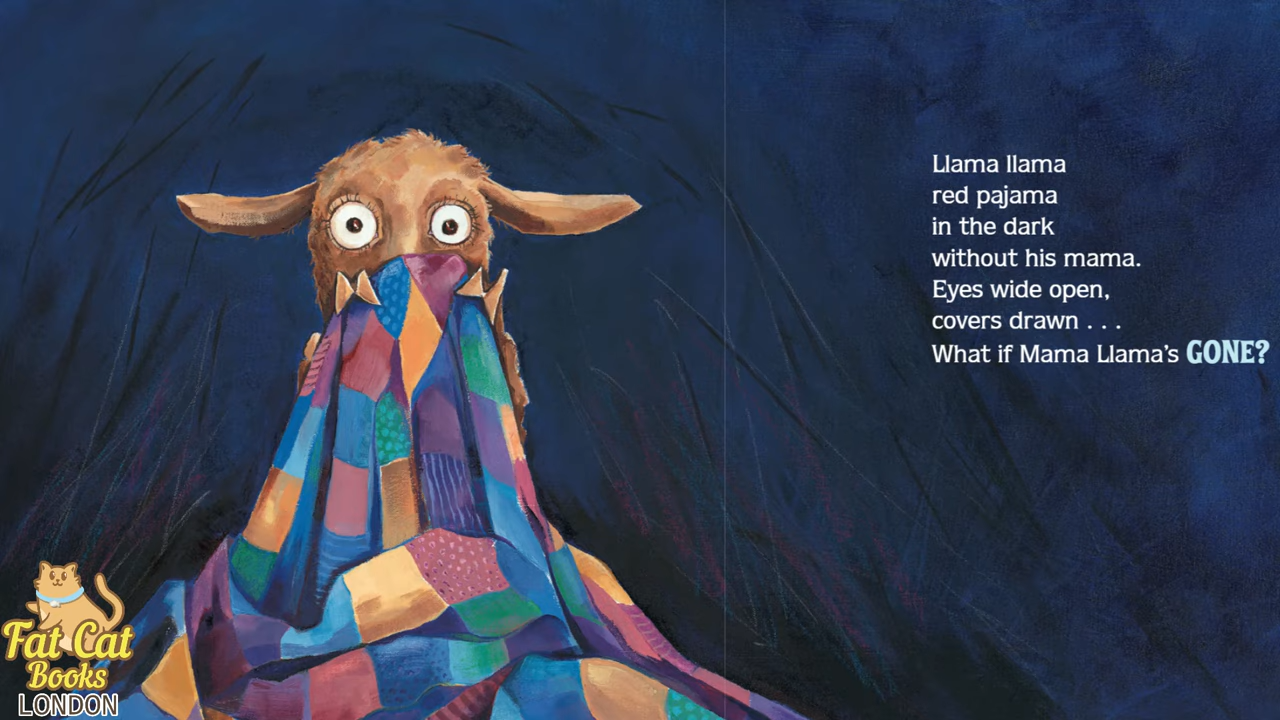 Llama llama
red pajama
in the dark
without his mama.
Eyes wide open,
covers drawn . . .
What if Mama Llama’s GONE?
Fat Cat
Books
LONDON